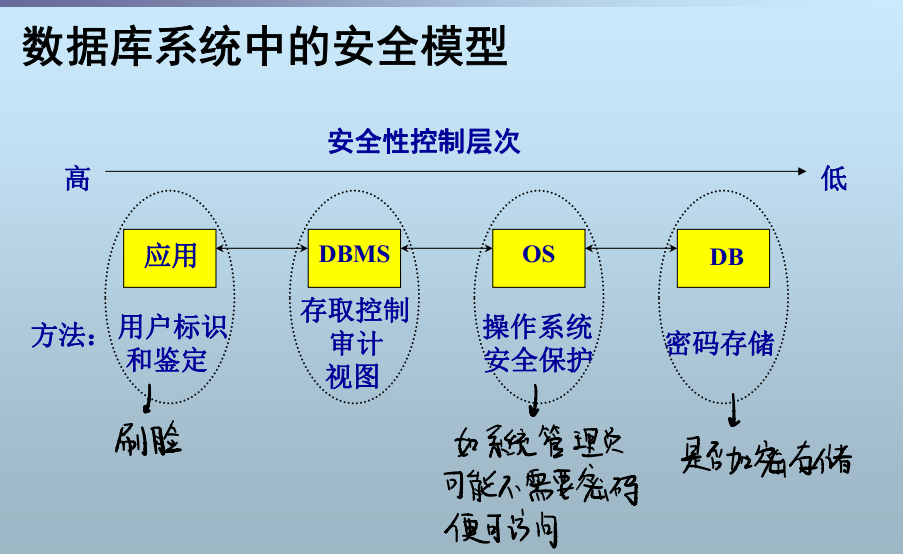 数据库系统中的安全模型
安全性控制层次
高
低
应用
DBMS
OS
DB
方法：
用户标识
和鉴定
存取控制
审计
视图
操作系统
安全保护
密码存储
刷脸
如系统管理员
可能不需要密码
便可访问
是否加密存储